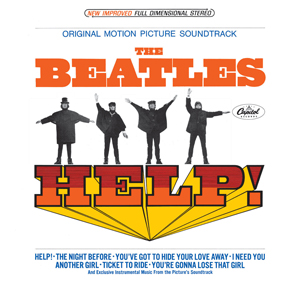 NEW IMPROVED FULL DIMENSIONAL STEREO
ORIGINAL MOTION PICTURE SOUNDTRACK
THE
BEATLES
Capitol
RECORDS
HELP!
HELP! • THE NIGHT BEFORE • YOU'VE GOT TO HIDE YOUR LOVE AWAY • I NEED YOU
ANOTHER GIRL • TICKET TO RIDE • YOU'RE GONNA LOSE THAT GIRL
And Exclusive Instrumental Music From the Picture's Soundtrack